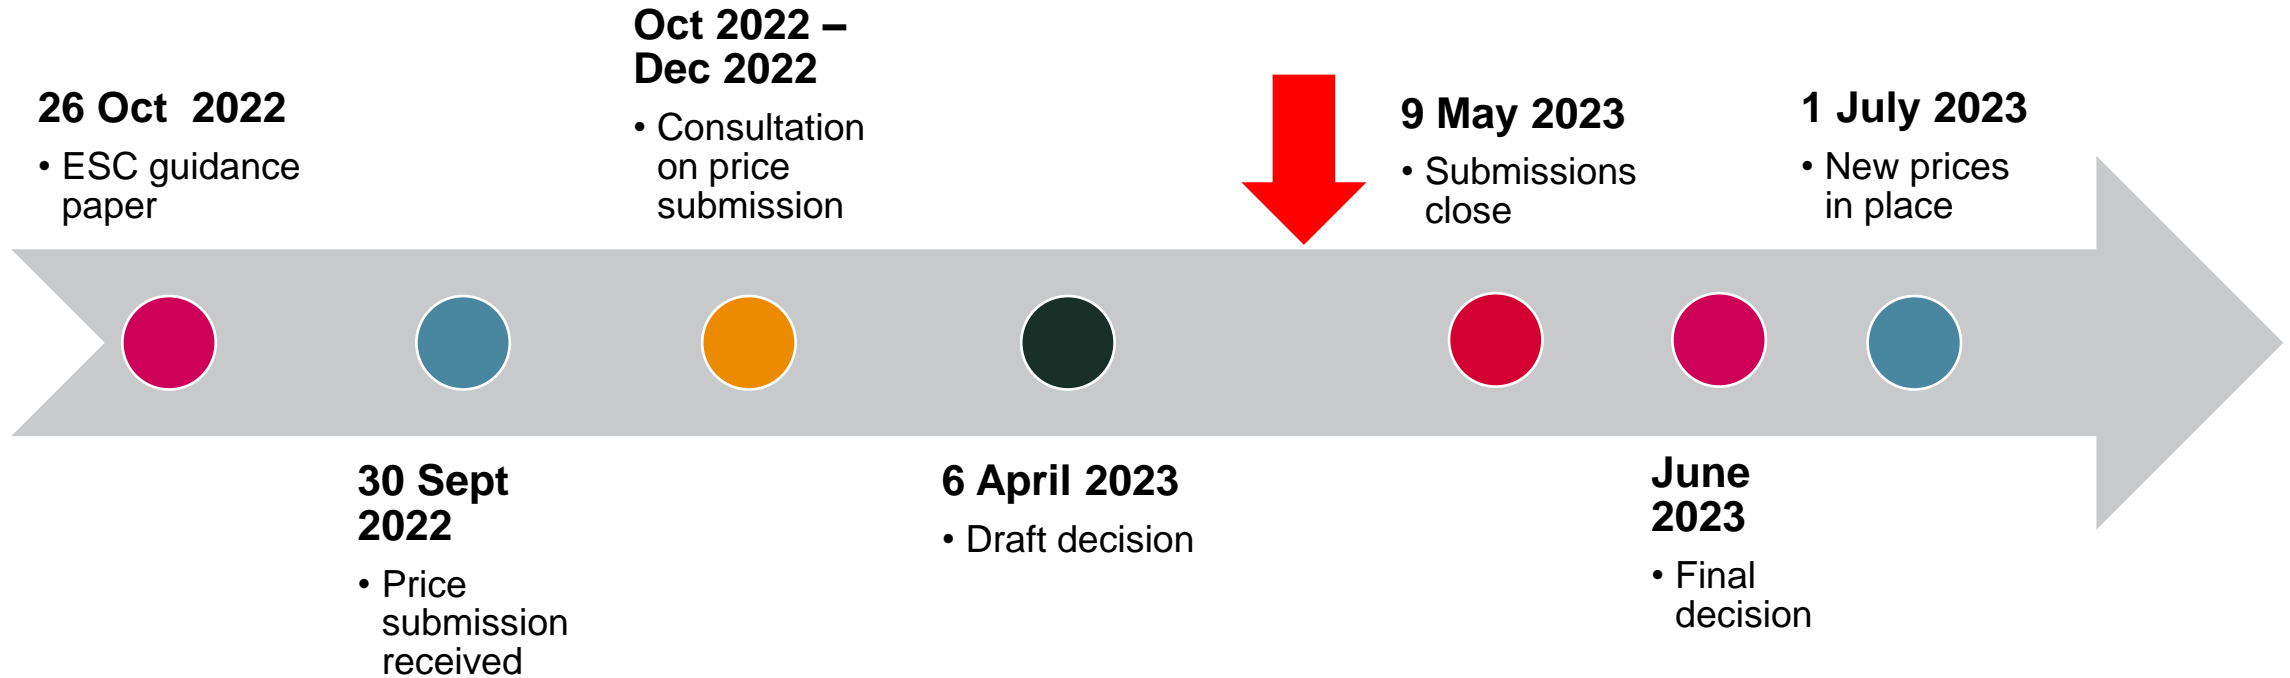 26 Oct  2022
• ESC guidance
paper
30 Sept
2022
• Price
submission
received
Oct 2022 –
Dec 2022
• Consultation
on price
submission
6 April 2023
• Draft decision
9 May 2023
• Submissions
close
June
2023
• Final
decision
1 July 2023
• New prices
in place